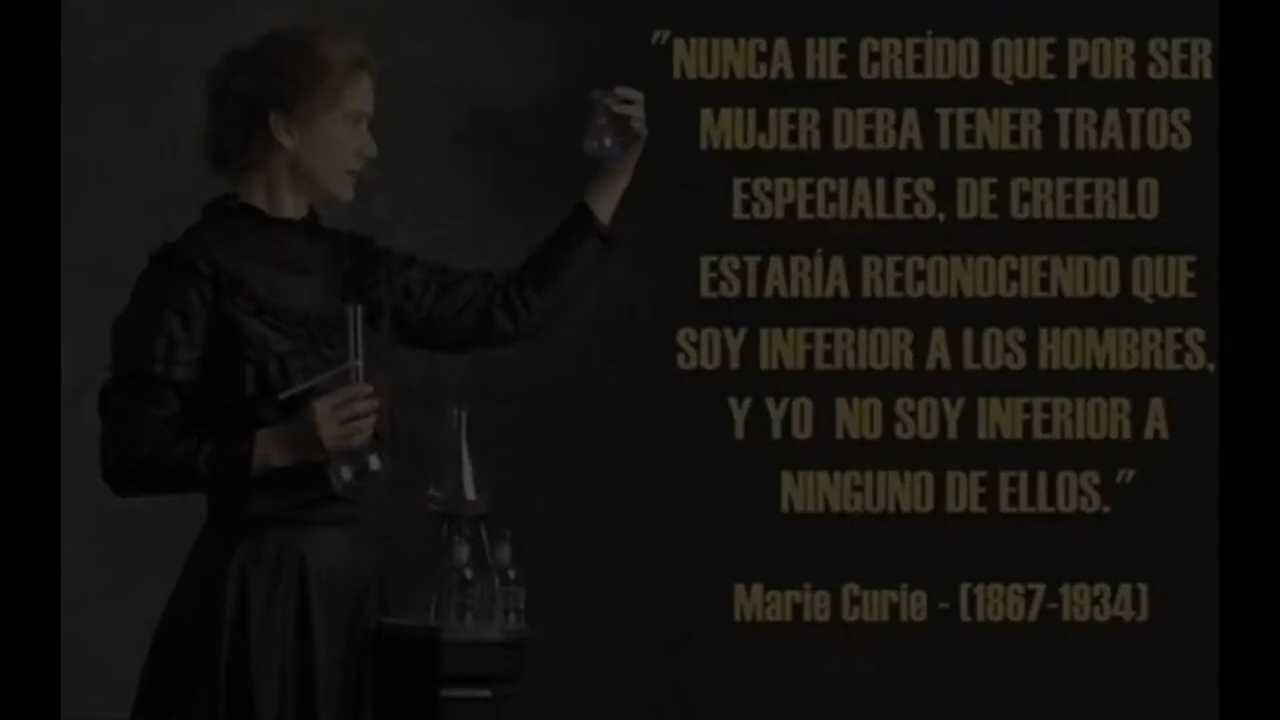 "NUNCA HE CREÍDO QUE POR SER
MUJER DEBA TENER TRATOS
ESPECIALES, DE CREERLO
ESTARÍA RECONOCIENDO QUE
SOY INFERIOR A LOS HOMBRES,
Y YO NO SOY INFERIOR A
NINGUNO DE ELLOS."
Marie Curie - (1867-1934)